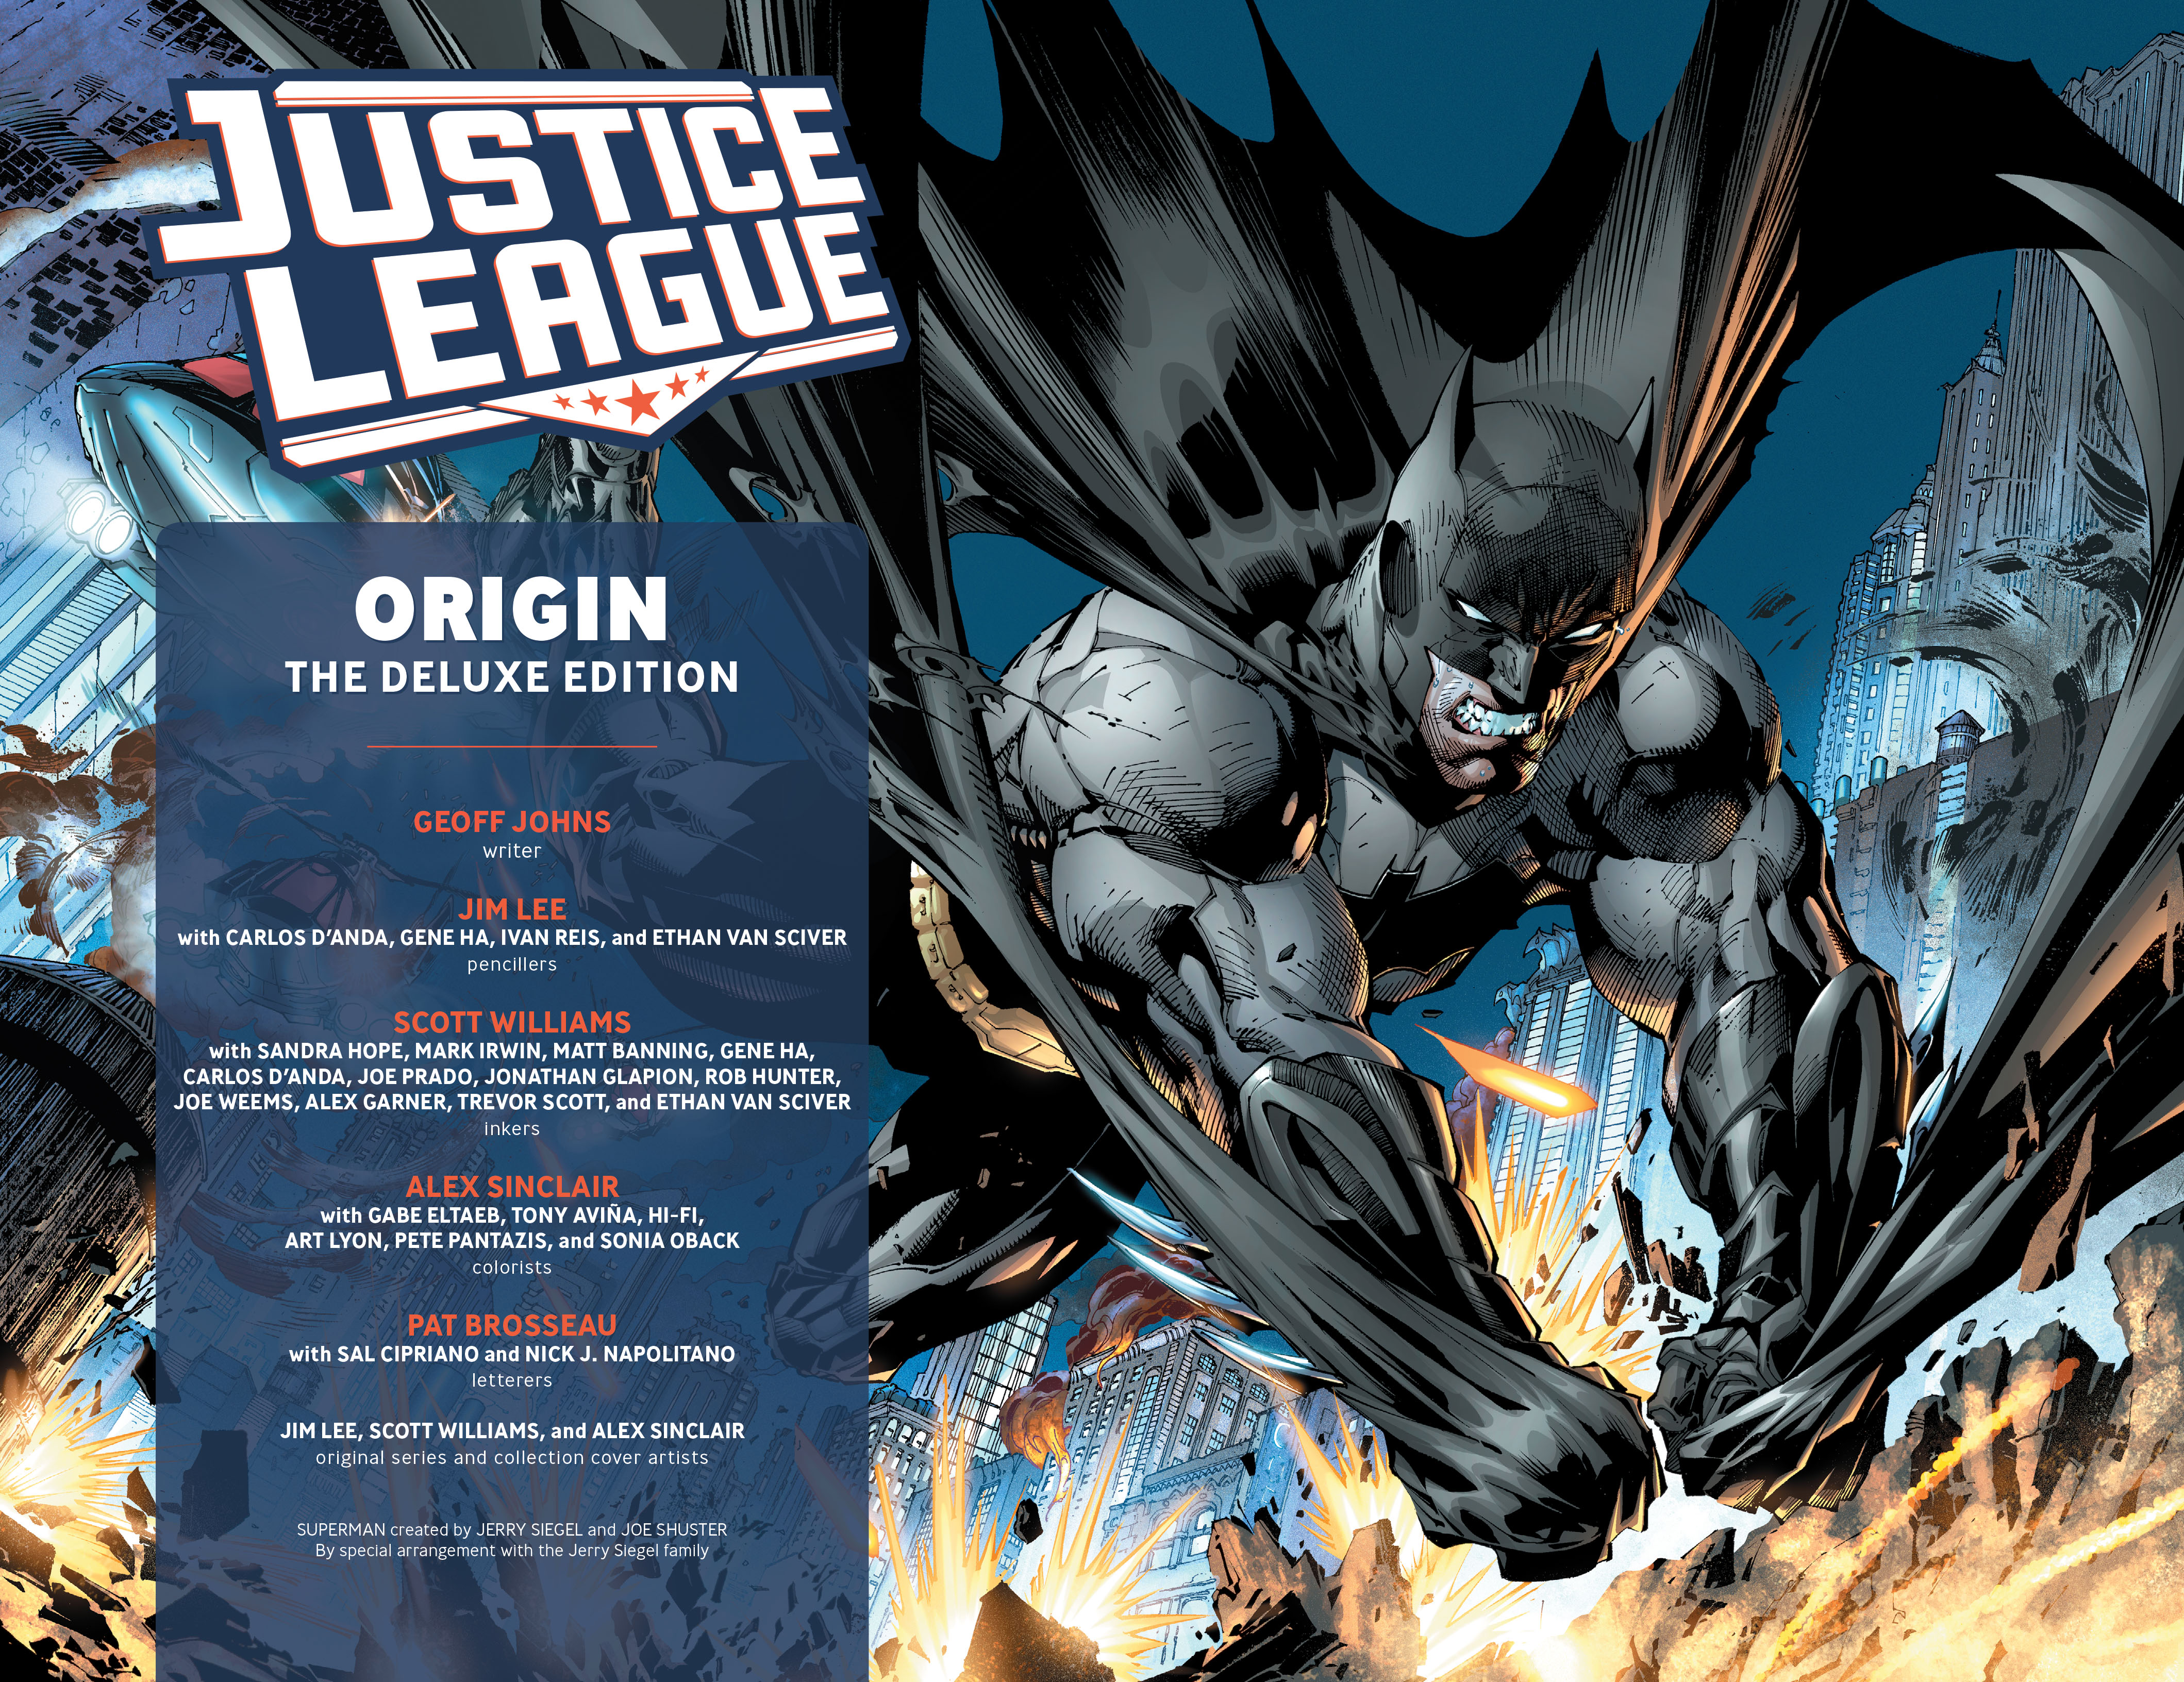 JUSTICE
LEAGUE
ORIGIN
THE DELUXE EDITION
GEOFF JOHNS
writer
JIM LEE
with CARLOS D'ANDA, GENE HA, IVAN REIS, and ETHAN VAN SCIVER
pencillers
SCOTT WILLIAMS
with SANDRA HOPE, MARK IRWIN, MATT BANNING, GENE HA,
CARLOS D'ANDA, JOE PRADO, JONATHAN GLAPION, ROB HUNTER,
JOE WEEMS, ALEX GARNER, TREVOR SCOTT, and ETHAN VAN SCIVER
inkers
ALEX SINCLAIR
with GABE ELTAEB, TONY AVIÑA, HI-FI,
ART LYON, PETE PANTAZIS, and SONIA OBACK
colorists
PAT BROSSEAU
with SAL CIPRIANO and NICK J. NAPOLITANO
letterers
JIM LEE, SCOTT WILLIAMS, and ALEX SINCLAIR
original series and collection cover artists
SUPERMAN created by JERRY SIEGEL and JOE SHUSTER
By special arrangement with the Jerry Siegel family